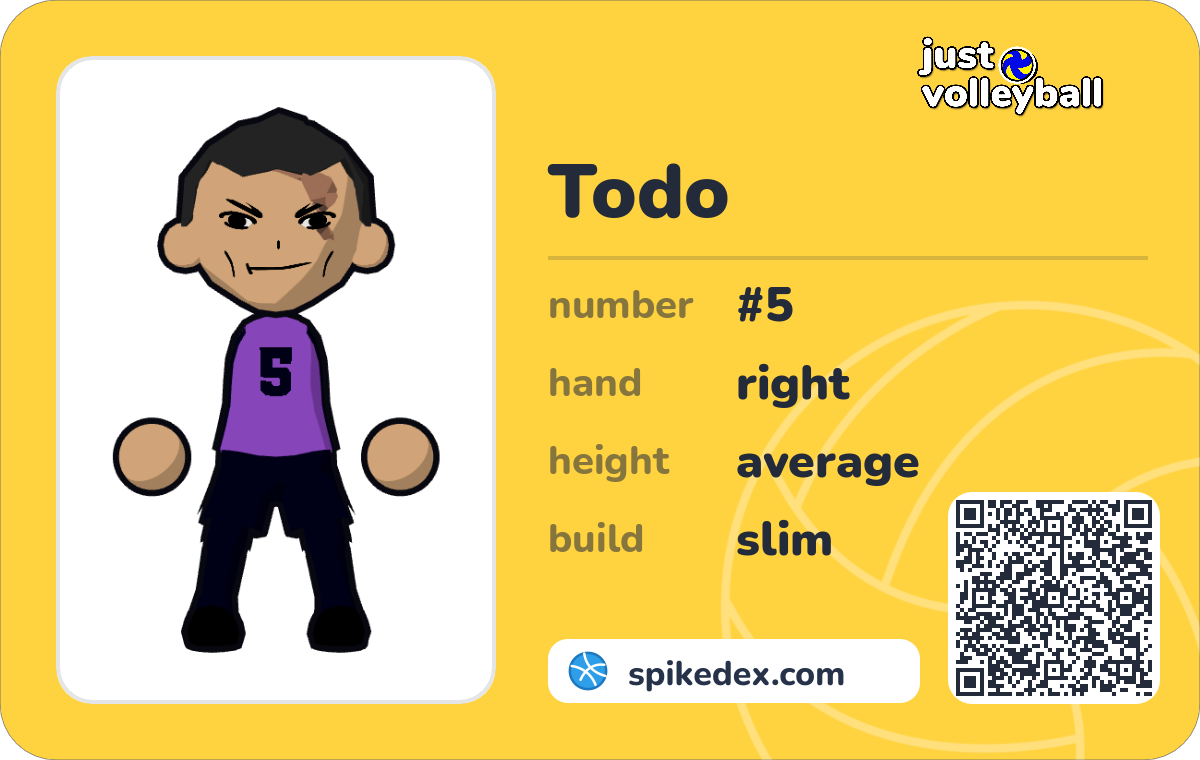 just
volleyball
Todo
number #5
hand right
height average
build slim
5
spikedex.com